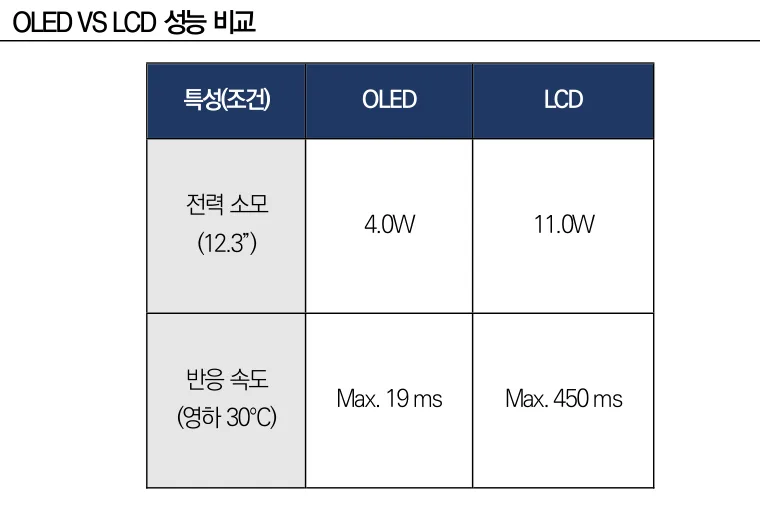 OLED VS LCD 성능 비교
특성(조건) OLED LCD
전력 소모
(12.3”)
4.0W 11.0W
반응 속도
(영하 30℃)
Max. 19 ms Max. 450 ms